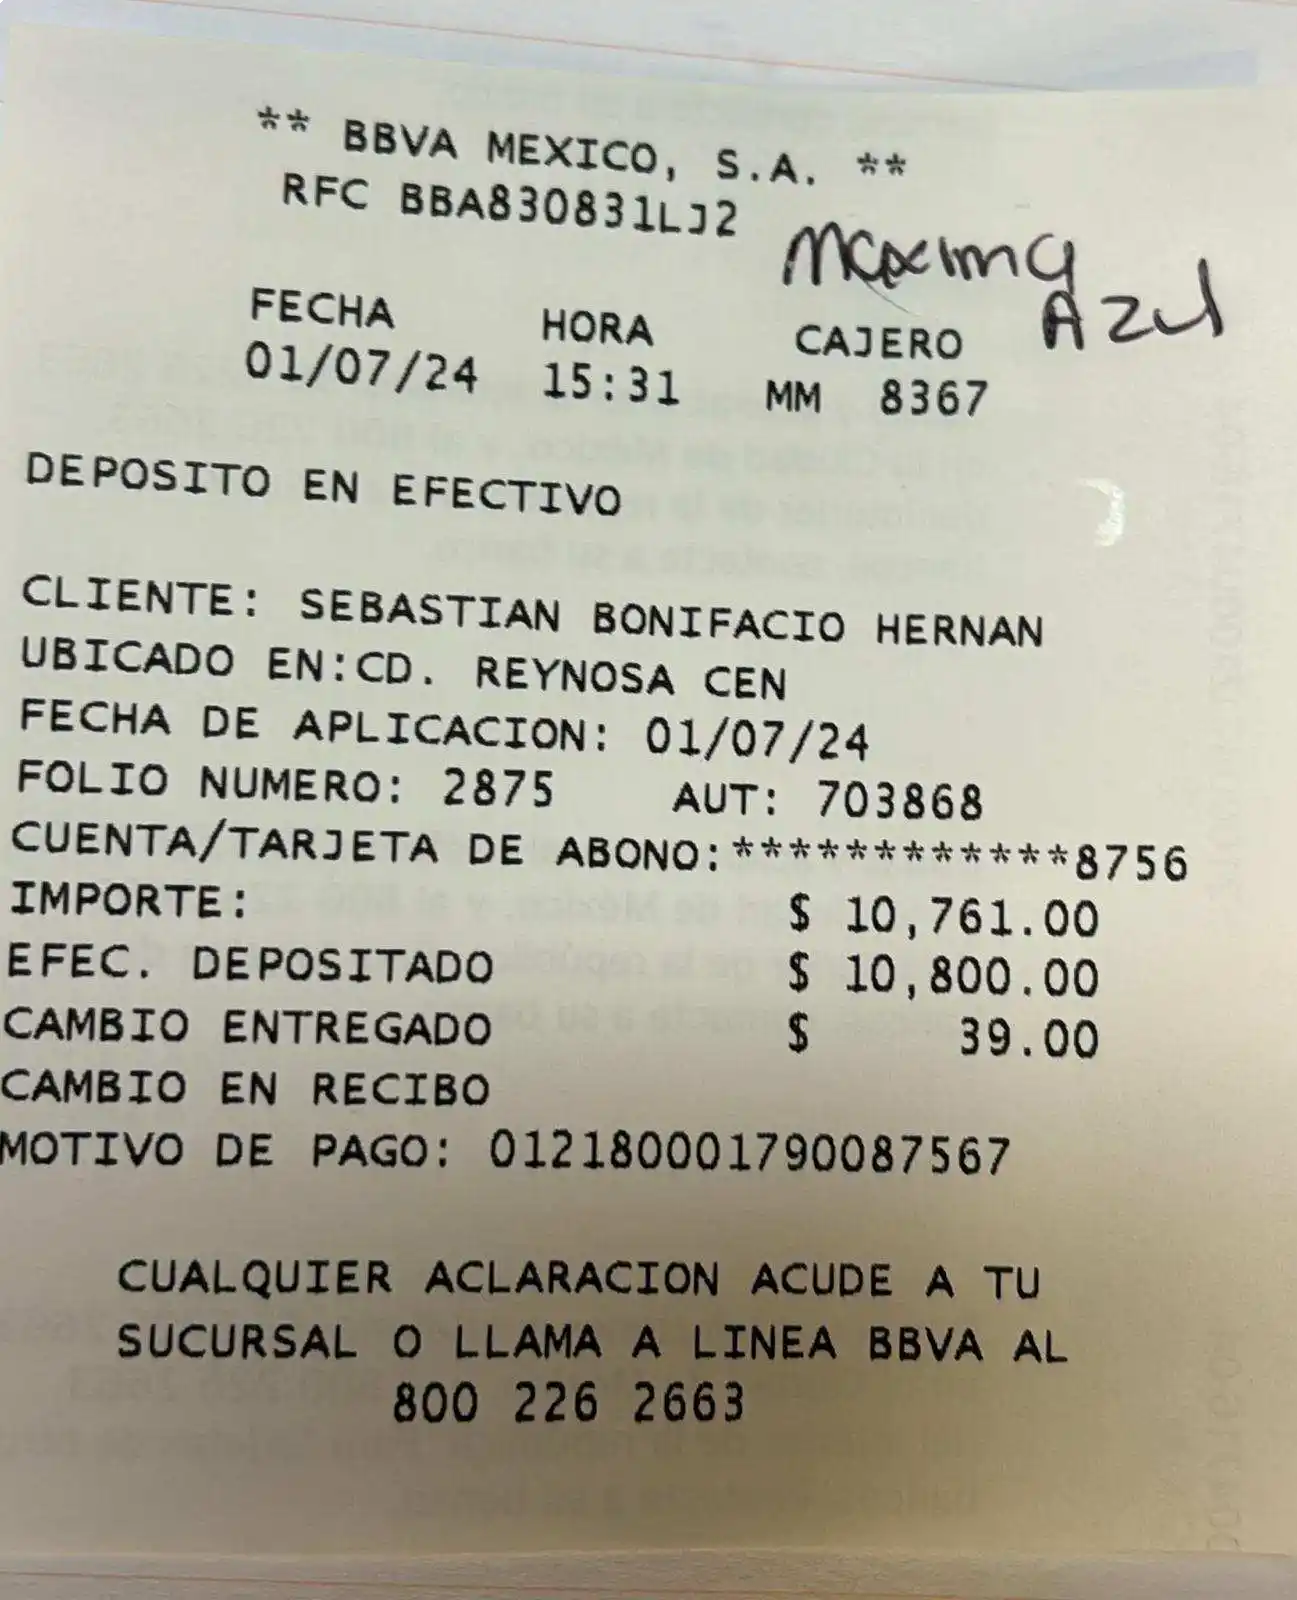 ** BBVA MEXICO, S.A. **
RFC BBA830831LJ2
Maxima
Azul
FECHA HORA CAJERO
01/07/24 15:31 MM 8367
DEPOSITO EN EFECTIVO
CLIENTE: SEBASTIAN BONIFACIO HERNAN
UBICADO EN:CD. REYNOSA CEN
FECHA DE APLICACION: 01/07/24
FOLIO NUMERO: 2875 AUT: 703868
CUENTA/TARJETA DE ABONO:************8756
IMPORTE: $ 10,761.00
EFEC. DEPOSITADO $ 10,800.00
CAMBIO ENTREGADO $ 39.00
CAMBIO EN RECIBO
MOTIVO DE PAGO: 012180001790087567
CUALQUIER ACLARACION ACUDE A TU
SUCURSAL O LLAMA A LINEA BBVA AL
800 226 2663